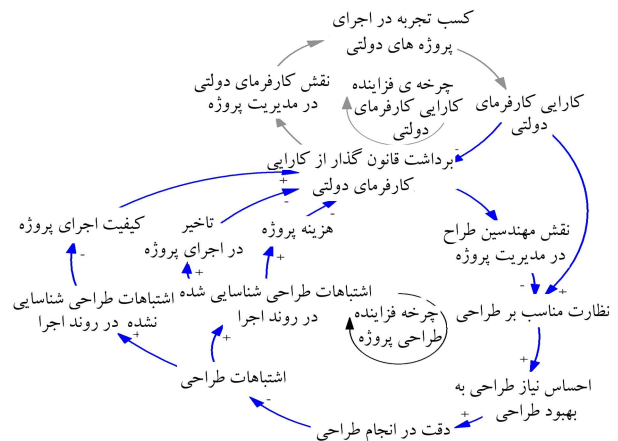 کسب تجربه در اجرای
پروژه های دولتی
نقش کارفرمای دولتی
در مدیریت پروژه
چرخه ی فزاینده
کارایی کارفرمای
دولتی
کارایی کارفرمای
دولتی
برداشت قانون گذار از کارایی
کارفرمای دولتی
-
+
-
-
کیفیت اجرای پروژه
تاخیر
در اجرای پروژه
هزینه پروژه
نقش مهندسین طراح
در مدیریت پروژه
-
+
+
+
-
+
اشتباهات طراحی شناسایی
نشده در روند اجرا
اشتباهات طراحی شناسایی شده
در روند اجرا
چرخه فزاینده
طراحی پروژه
نظارت مناسب بر طراحی
+
+
+
اشتباهات طراحی
احساس نیاز طراحی به
بهبود طراحی
-
+
دقت در انجام طراحی